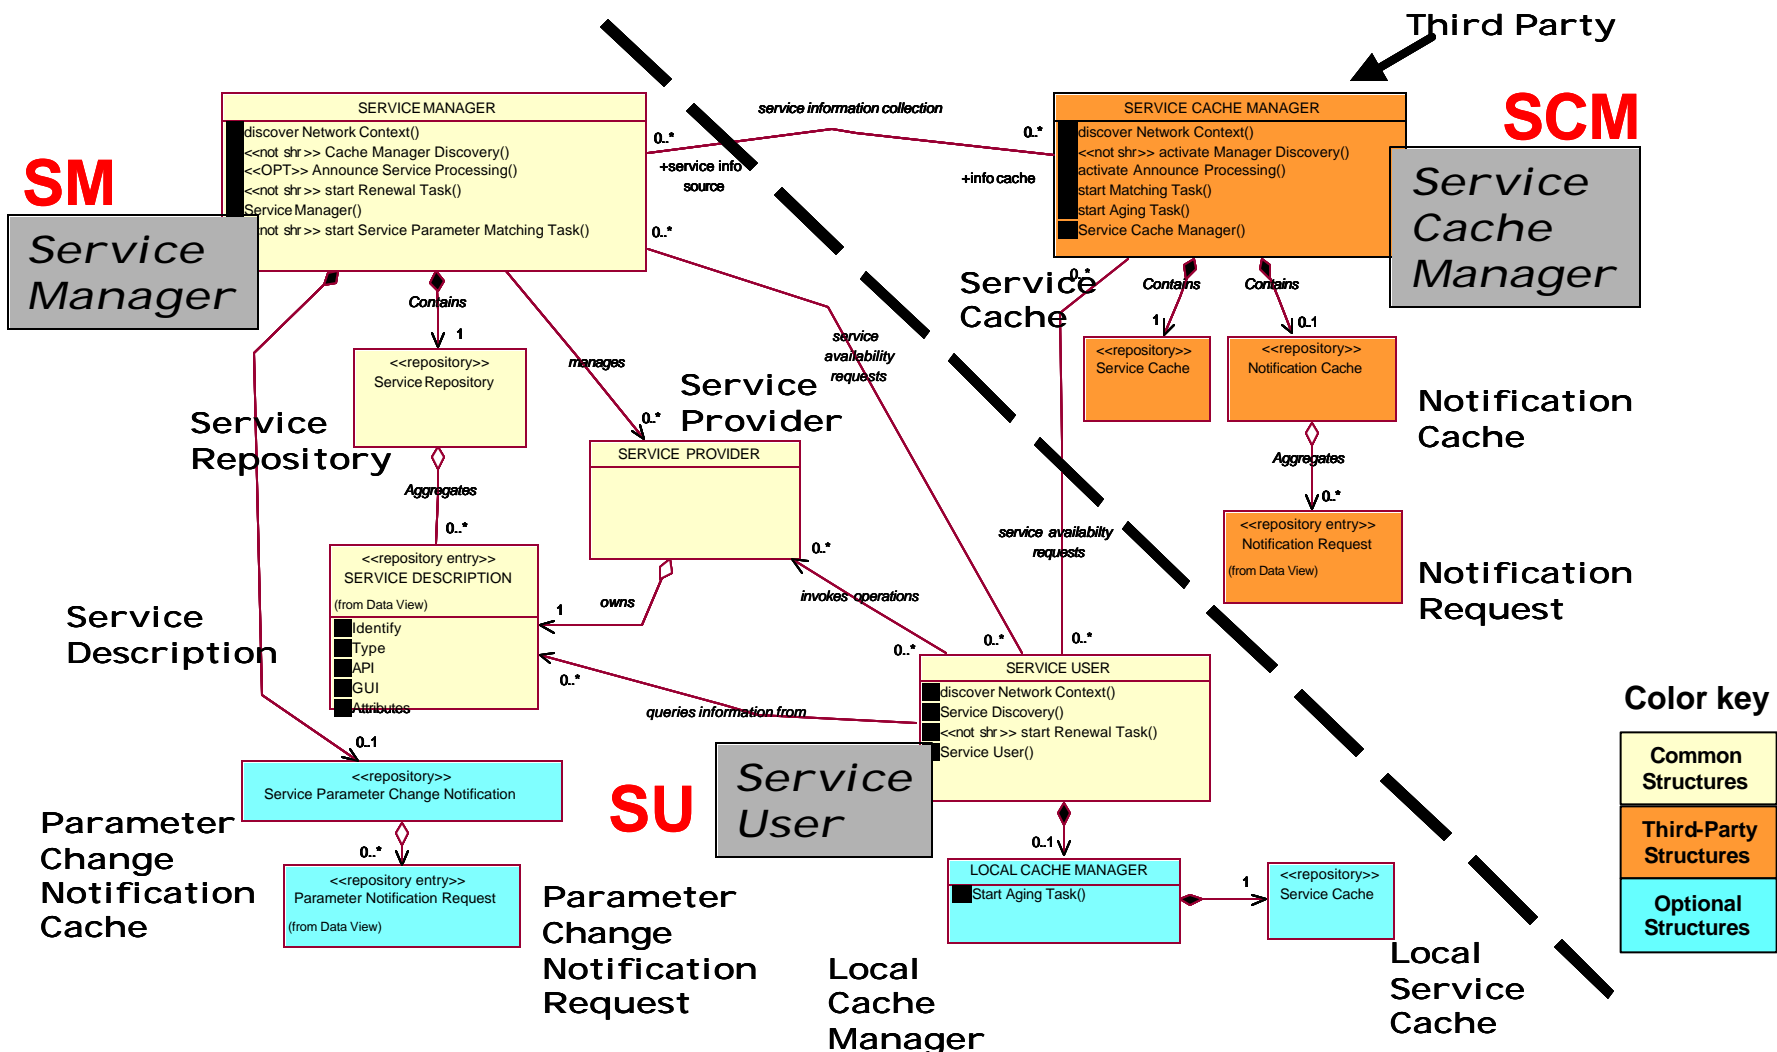 Third Party
SERVICE MANAGER
discover Network Context()
<<not shr>> Cache Manager Discovery()
<<OPT>> Announce Service Processing()
<<not shr>> start Renewal Task()
Service Manager()
not shr>> start Service Parameter Matching Task()
SM
Service
Manager
service information collection
0..*
+service info
source
0..*
+info cache
0..*
SERVICE CACHE MANAGER
discover Network Context()
<<not shr>> activate Manager Discovery()
activate Announce Processing()
start Matching Task()
start Aging Task()
Service Cache Manager()
SCM
Service
Cache
Manager
Contains
1
<<repository>>
Service Repository
Service
Repository
manages
0..*
Service
Provider
SERVICE PROVIDER
service
availability
requests
Service
Cache
0..*
Contains
1
Contains
0..1
<<repository>>
Service Cache
<<repository>>
Notification Cache
Notification
Cache
Aggregates
0..*
Aggregates
0..*
<<repository entry>>
Notification Request
(from Data View)
Notification
Request
<<repository entry>>
SERVICE DESCRIPTION
(from Data View)
Identify
Type
API
GUI
Attributes
Service
Description
owns
1
0..*
invokes operations
0..*
0..*
0..*
service availabilty
requests
0..*
queries information from
SERVICE USER
discover Network Context()
Service Discovery()
<<not shr>> start Renewal Task()
Service User()
SU
Service
User
0..1
<<repository>>
Service Parameter Change Notification
Parameter
Change
Notification
Cache
0..*
<<repository entry>>
Parameter Notification Request
(from Data View)
Parameter
Change
Notification
Request
0..1
LOCAL CACHE MANAGER
Start Aging Task()
Local
Cache
Manager
1
<<repository>>
Service Cache
Local
Service
Cache
Color key
Common
Structures
Third-Party
Structures
Optional
Structures